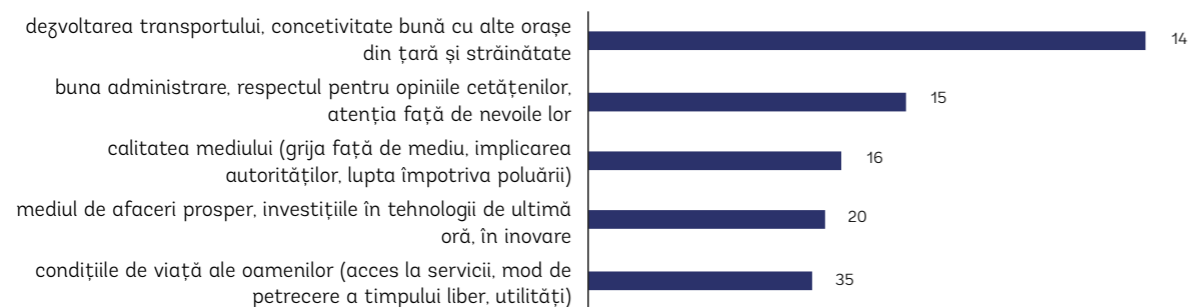 dezvoltarea transportului, concetivitate bună cu alte orașe
din țară și străinătate
14
buna administrare, respectul pentru opiniile cetățenilor,
atenția față de nevoile lor
15
calitatea mediului (grija față de mediu, implicarea
autorităților, lupta împotriva poluării)
16
mediul de afaceri prosper, investițiile în tehnologii de ultimă
oră, în inovare
20
condițiile de viață ale oamenilor (acces la servicii, mod de
petrecere a timpului liber, utilități)
35